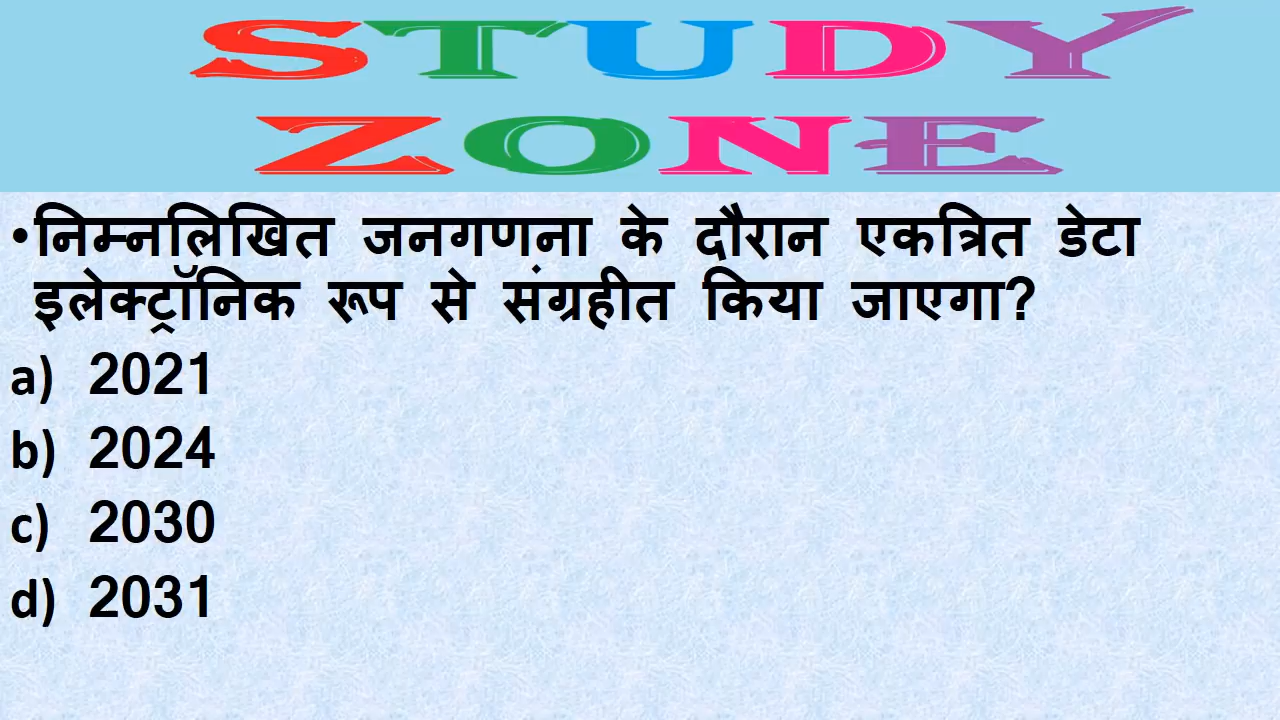 STUDY
ZONE
•निम्नलिखित जनगणना के दौरान एकत्रित डेटा
इलेक्ट्रॉनिक रूप से संग्रहीत किया जाएगा?
a) 2021
b) 2024
c) 2030
d) 2031